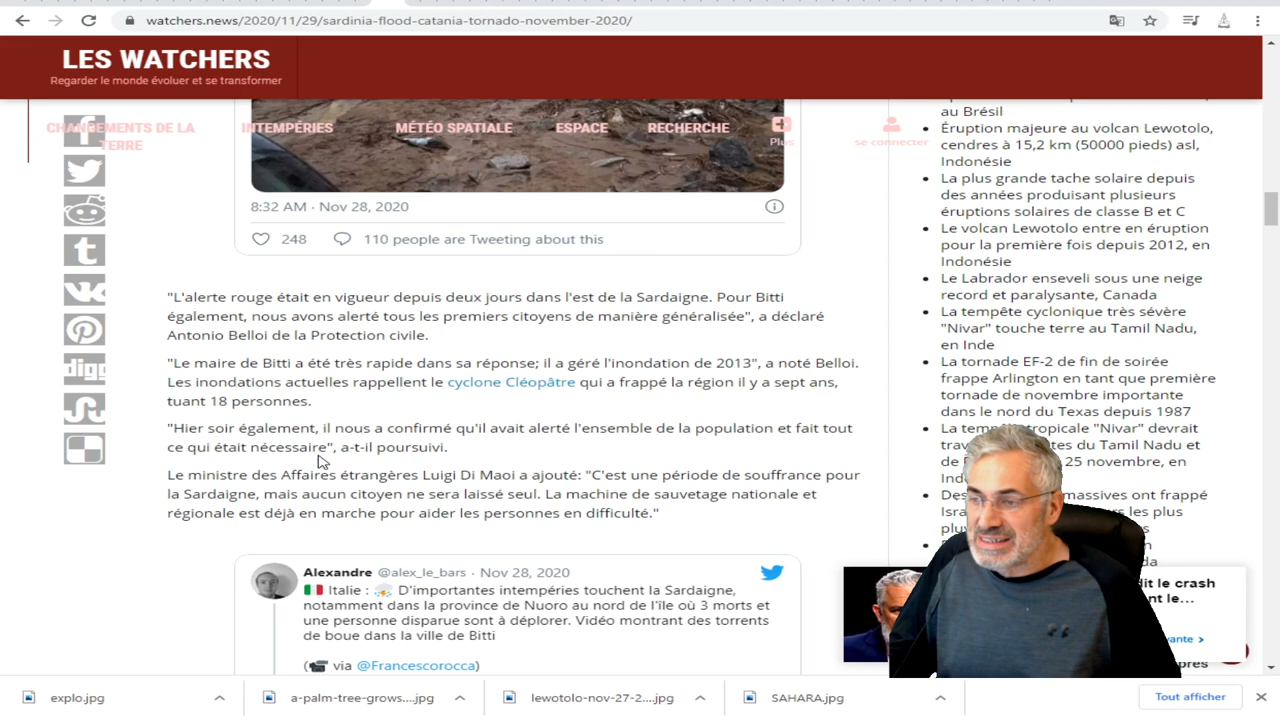 watchers.news/2020/11/29/sardinia-flood-catania-tornado-november-2020/
LES WATCHERS
Regarder le monde évoluer et se transformer
CHANGEMENTS DE LA
TERRE
INTEMPÉRIES
MÉTÉO SPATIALE
ESPACE
RECHERCHE
Plus
se connecter
8:32 AM · Nov 28, 2020
248
110 people are Tweeting about this
"L'alerte rouge était en vigueur depuis deux jours dans l'est de la Sardaigne. Pour Bitti
également, nous avons alerté tous les premiers citoyens de manière généralisée", a déclaré
Antonio Belloi de la Protection civile.
"Le maire de Bitti a été très rapide dans sa réponse; il a géré l'inondation de 2013", a noté Belloi.
Les inondations actuelles rappellent le cyclone Cléopâtre qui a frappé la région il y a sept ans,
tuant 18 personnes.
"Hier soir également, il nous a confirmé qu'il avait alerté l'ensemble de la population et fait tout
ce qui était nécessaire", a-t-il poursuivi.
Le ministre des Affaires étrangères Luigi Di Maoi a ajouté: "C'est une période de souffrance pour
la Sardaigne, mais aucun citoyen ne sera laissé seul. La machine de sauvetage nationale et
régionale est déjà en marche pour aider les personnes en difficulté."
Alexandre @alex_le_bars · Nov 28, 2020
Italie : D'importantes intempéries touchent la Sardaigne,
notamment dans la province de Nuoro au nord de l'île où 3 morts et
une personne disparue sont à déplorer. Vidéo montrant des torrents
de boue dans la ville de Bitti
( via @Francescorocca)
au Brésil
Éruption majeure au volcan Lewotolo,
cendres à 15,2 km (50000 pieds) asl,
Indonésie
La plus grande tache solaire depuis
des années produisant plusieurs
éruptions solaires de classe B et C
Le volcan Lewotolo entre en éruption
pour la première fois depuis 2012, en
Indonésie
Le Labrador enseveli sous une neige
record et paralysante, Canada
La tempête cyclonique très sévère
"Nivar" touche terre au Tamil Nadu,
en Inde
La tornade EF-2 de fin de soirée
frappe Arlington en tant que première
tornade de novembre importante
dans le nord du Texas depuis 1987
La tropicale "Nivar" devrait
du Tamil Nadu et
25 novembre, en
massives ont frappé
les plus
le crash
digg
explo.jpg
a-palm-tree-grows....jpg
lewotolo-nov-27-2....jpg
SAHARA.jpg
Tout afficher